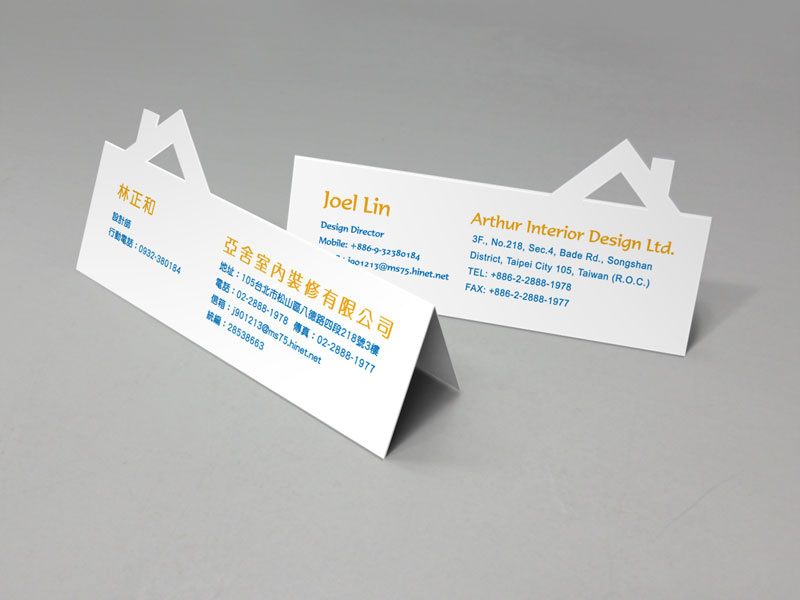 林正和
設計師
行動電話：0932-380184
亞舍室內裝修有限公司
地址：105台北市松山區八德路四段218號3樓
電話：02-2888-1978 傳真：02-2888-1977
信箱：j901213@ms75.hinet.net
統編：28538663
Joel Lin
Design Director
Mobile: +886-9-32380184
: j901213@ms75.hinet.net
Arthur Interior Design Ltd.
3F., No.218, Sec.4, Bade Rd., Songshan
District, Taipei City 105, Taiwan (R.O.C.)
TEL: +886-2-2888-1978
FAX: +886-2-2888-1977